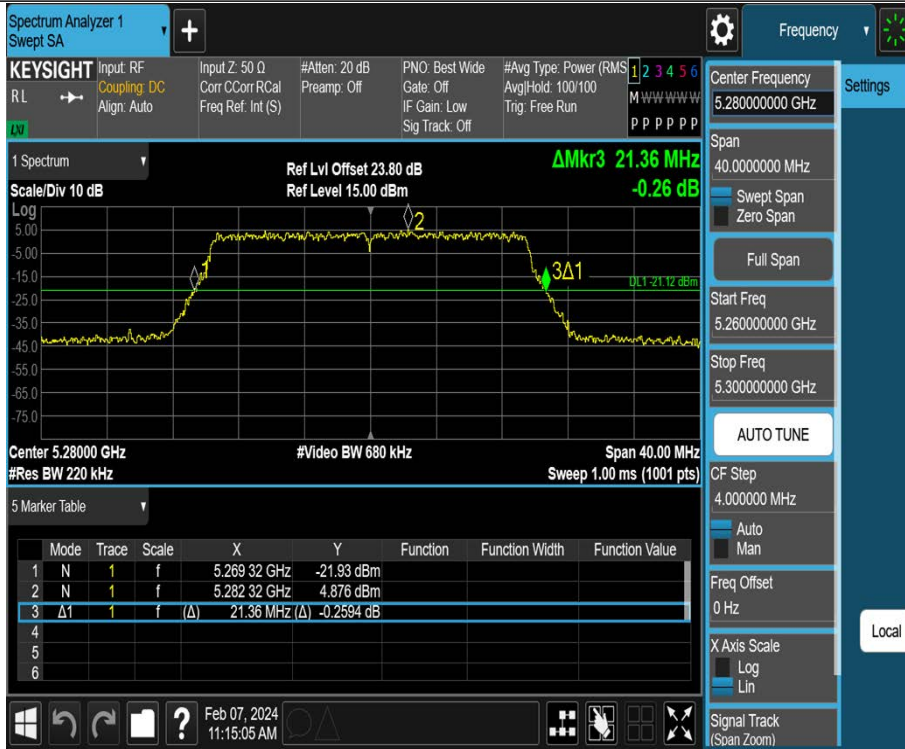 Spectrum Analyzer 1
Swept SA
+
Frequency
KEYSIGHT
RL
LXI
Input: RF
Coupling: DC
Align: Auto
Input Z: 50 Ω
Corr CCorr RCal
Freq Ref: Int (S)
#Atten: 20 dB
Preamp: Off
PNO: Best Wide
Gate: Off
IF Gain: Low
Sig Track: Off
#Avg Type: Power (RMS
Avg|Hold: 100/100
Trig: Free Run
1 2 3 4 5 6
M W W W W W
P P P P P P
1 Spectrum
Scale/Div 10 dB
Ref Lvl Offset 23.80 dB
Ref Level 15.00 dBm
ΔMkr3 21.36 MHz
-0.26 dB
Log
5.00
-5.00
-15.0
-25.0
-35.0
-45.0
-55.0
-65.0
-75.0
1
2
3Δ1
DL1 -21.12 dBm
Center 5.28000 GHz
#Res BW 220 kHz
#Video BW 680 kHz
Span 40.00 MHz
Sweep 1.00 ms (1001 pts)
5 Marker Table
Mode Trace Scale X Y Function Function Width Function Value
1 N 1 f 5.269 32 GHz -21.93 dBm
2 N 1 f 5.282 32 GHz 4.876 dBm
3 Δ1 1 f (Δ) 21.36 MHz (Δ) -0.2594 dB
4
5
6
?
Feb 07, 2024
11:15:05 AM
Center Frequency
5.280000000 GHz
Span
40.0000000 MHz
Swept Span
Zero Span
Full Span
Start Freq
5.260000000 GHz
Stop Freq
5.300000000 GHz
AUTO TUNE
CF Step
4.000000 MHz
Auto
Man
Freq Offset
0 Hz
X Axis Scale
Log
Lin
Signal Track
(Span Zoom)
Settings
Local